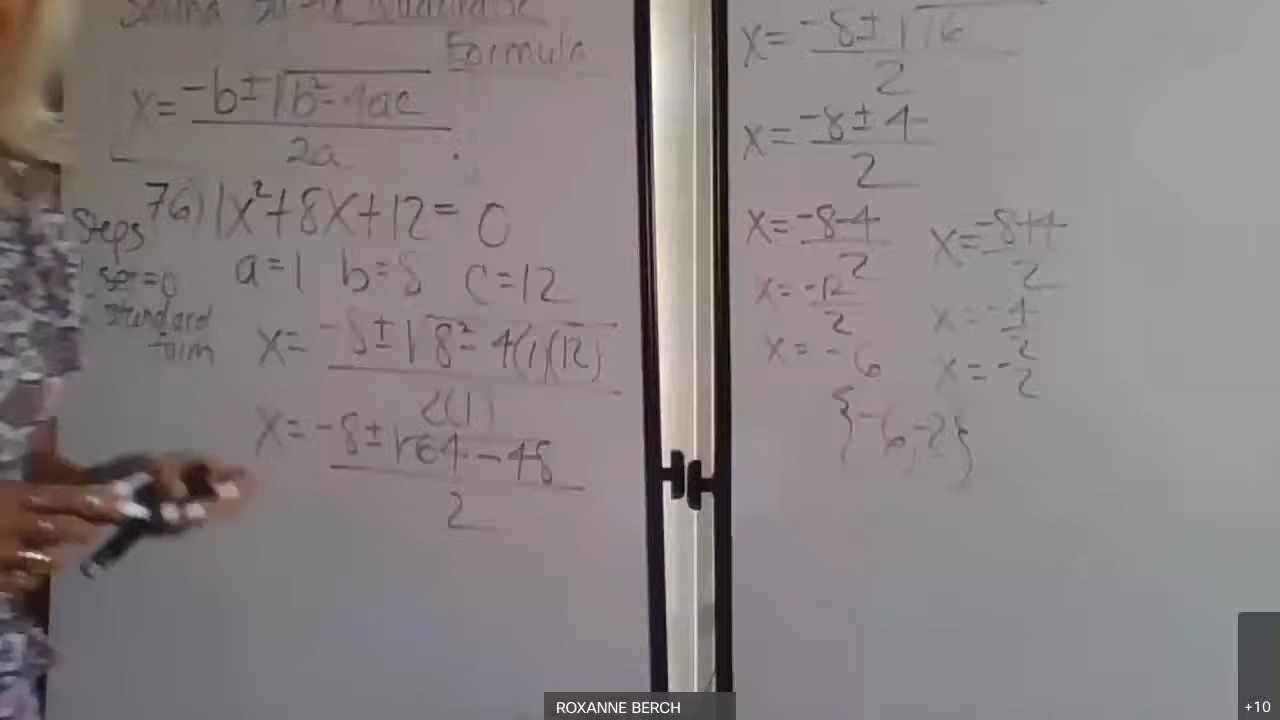 Formula
x = -b±√b²-4ac / 2a
76) 1x²+8x+12=0
Steps
a=1 b=8 c=12
1. set=0
standard
form
x= -8±√8²-4(1)(12) / 2(1)
x= -8±√64-48 / 2
x= -8±√16 / 2
x= -8±4 / 2
x= -8-4 / 2 x= -8+4 / 2
x= -12 / 2 x= -4 / 2
x = -6 x = -2
{-6,-2}
ROXANNE BERCH
+10